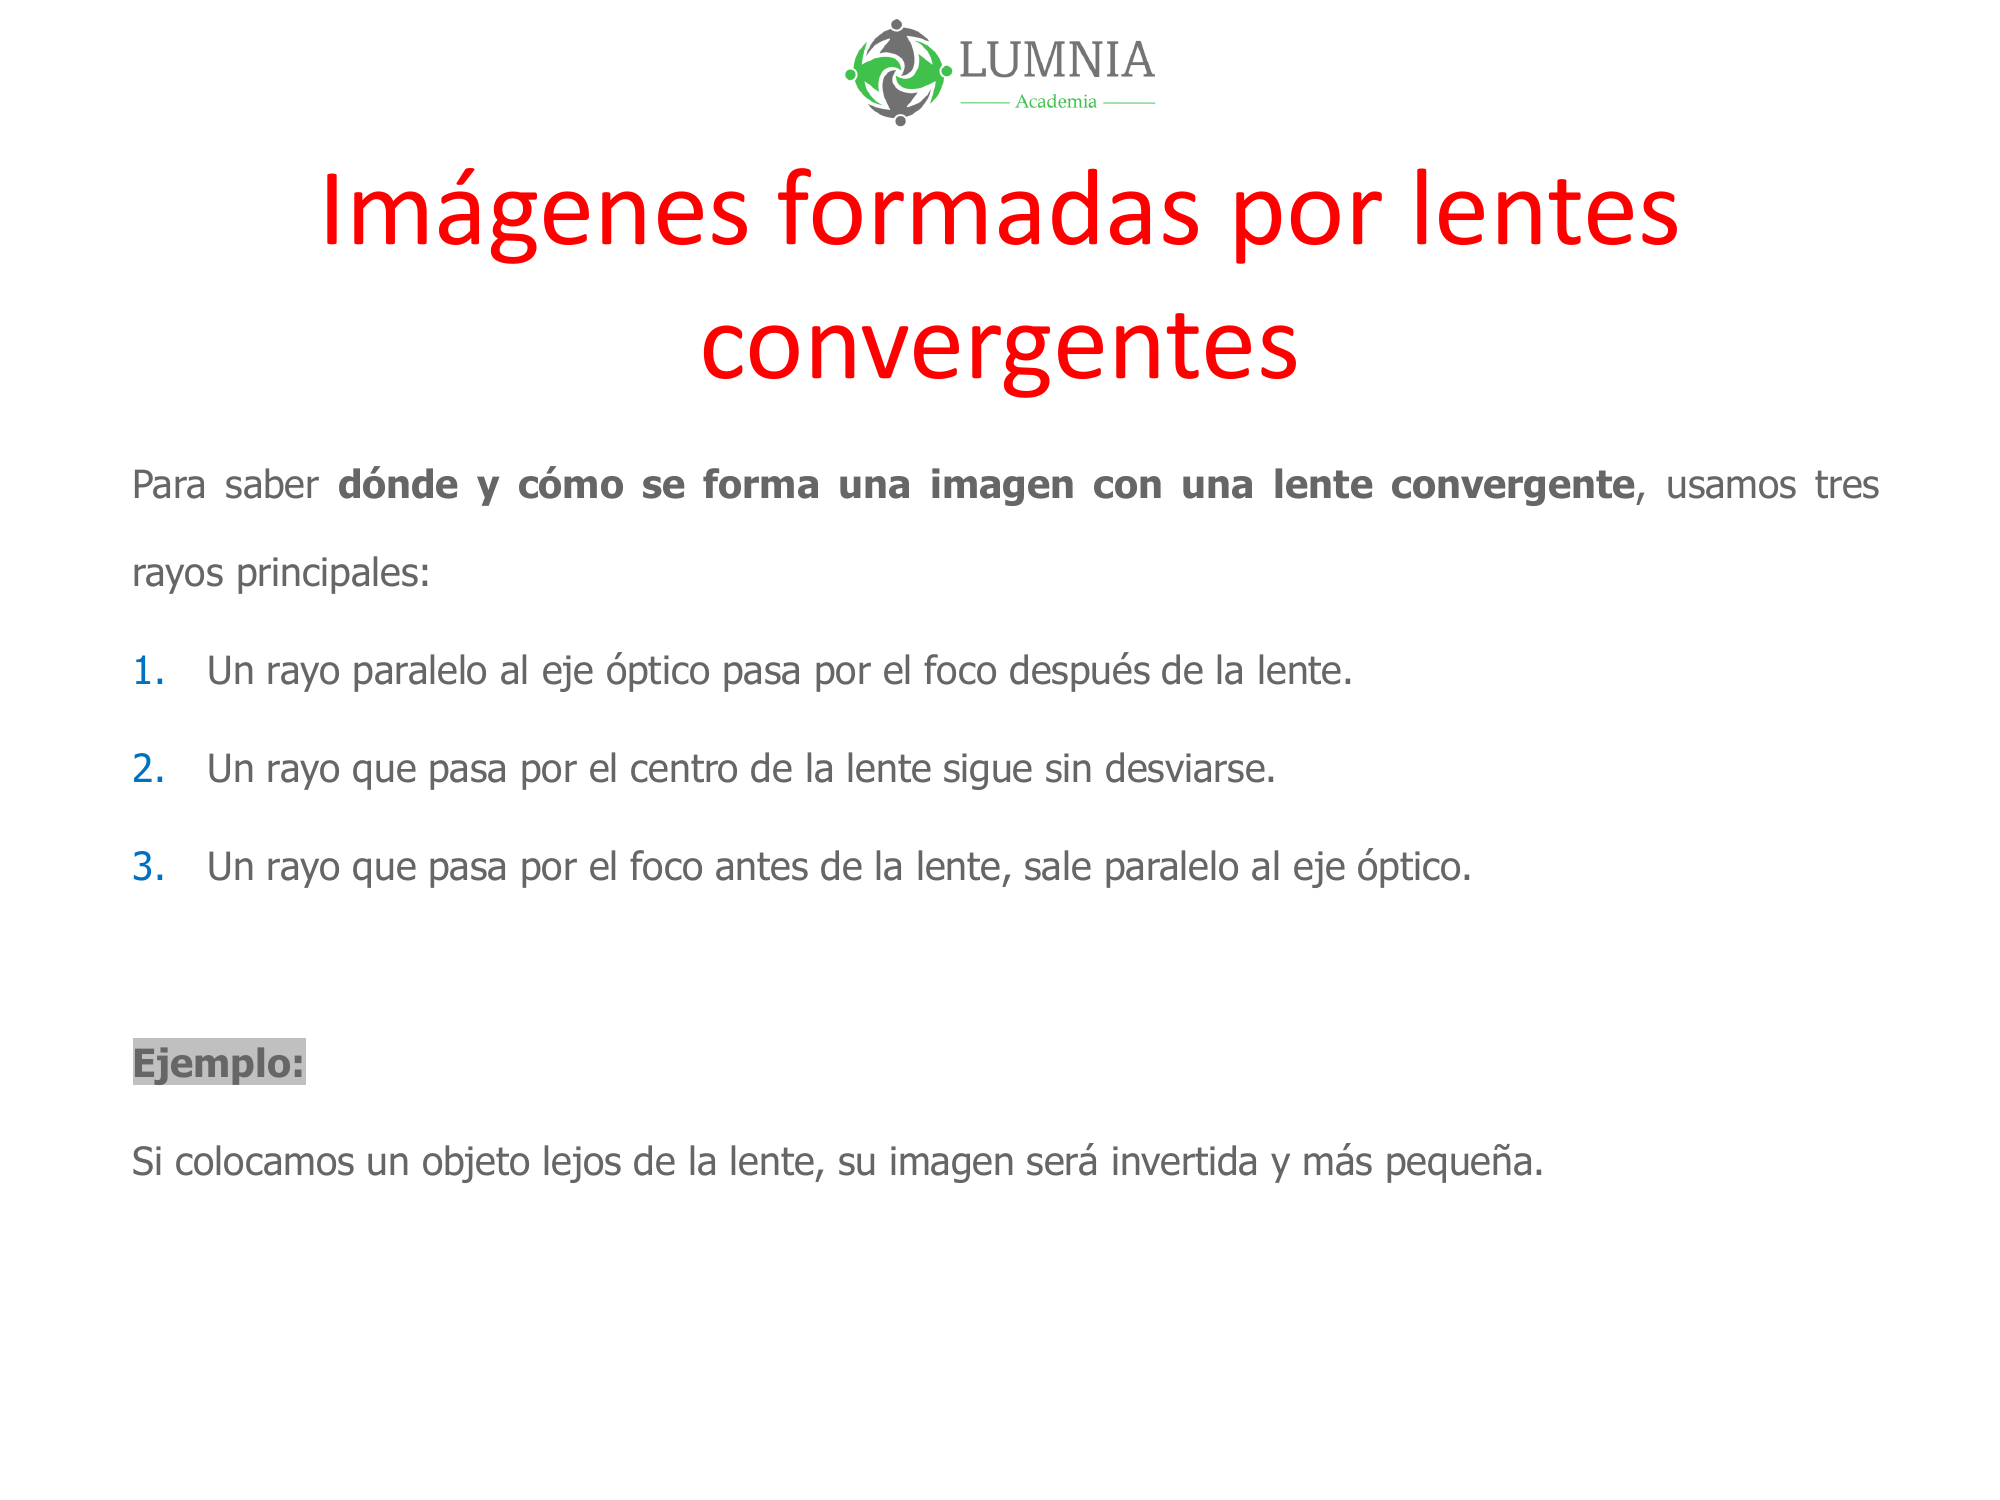 LUMNIA
Academia
Imágenes formadas por lentes
convergentes
Para saber dónde y cómo se forma una imagen con una lente convergente, usamos tres
rayos principales:
1. Un rayo paralelo al eje óptico pasa por el foco después de la lente.
2. Un rayo que pasa por el centro de la lente sigue sin desviarse.
3. Un rayo que pasa por el foco antes de la lente, sale paralelo al eje óptico.
Ejemplo:
Si colocamos un objeto lejos de la lente, su imagen será invertida y más pequeña.